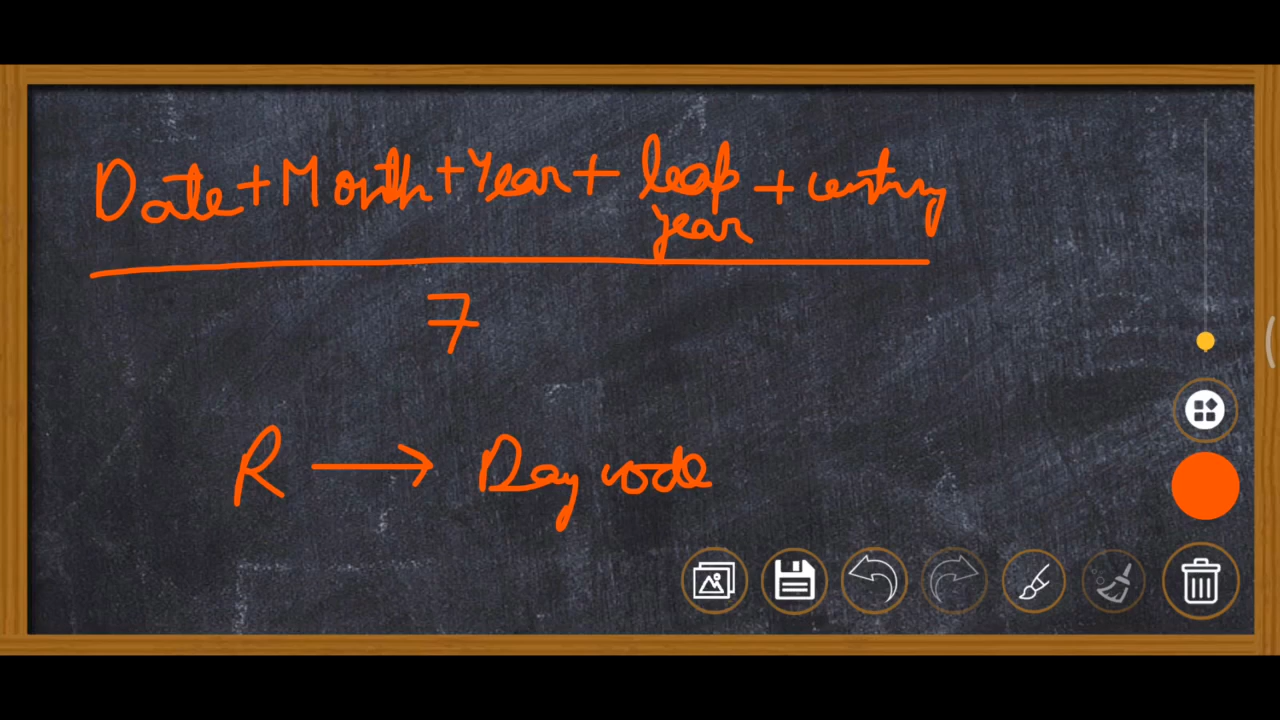 Date + Month + Year + leap year + century
7
R → Day code